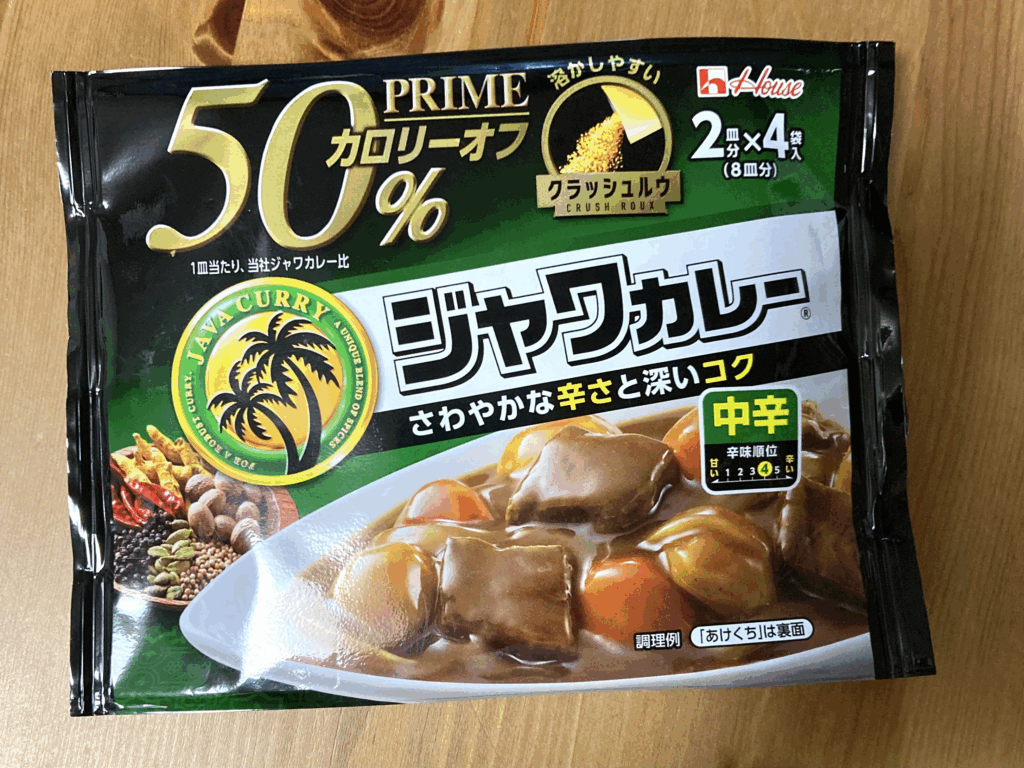 50%
PRIME
カロリーオフ
1皿当たり、当社ジャワカレー比
溶かしやすい
クラッシュルウ
CRUSH ROUX
House
2皿分×4袋入
(8皿分)
JAVA CURRY
A UNIQUE BLEND OF SPICES
FOR A ROBUST CURRY.
ジャワカレー®
さわやかな辛さと深いコク
中辛
辛味順位
甘い 1 2 3 4 5 辛い
調理例
「あけくち」は裏面